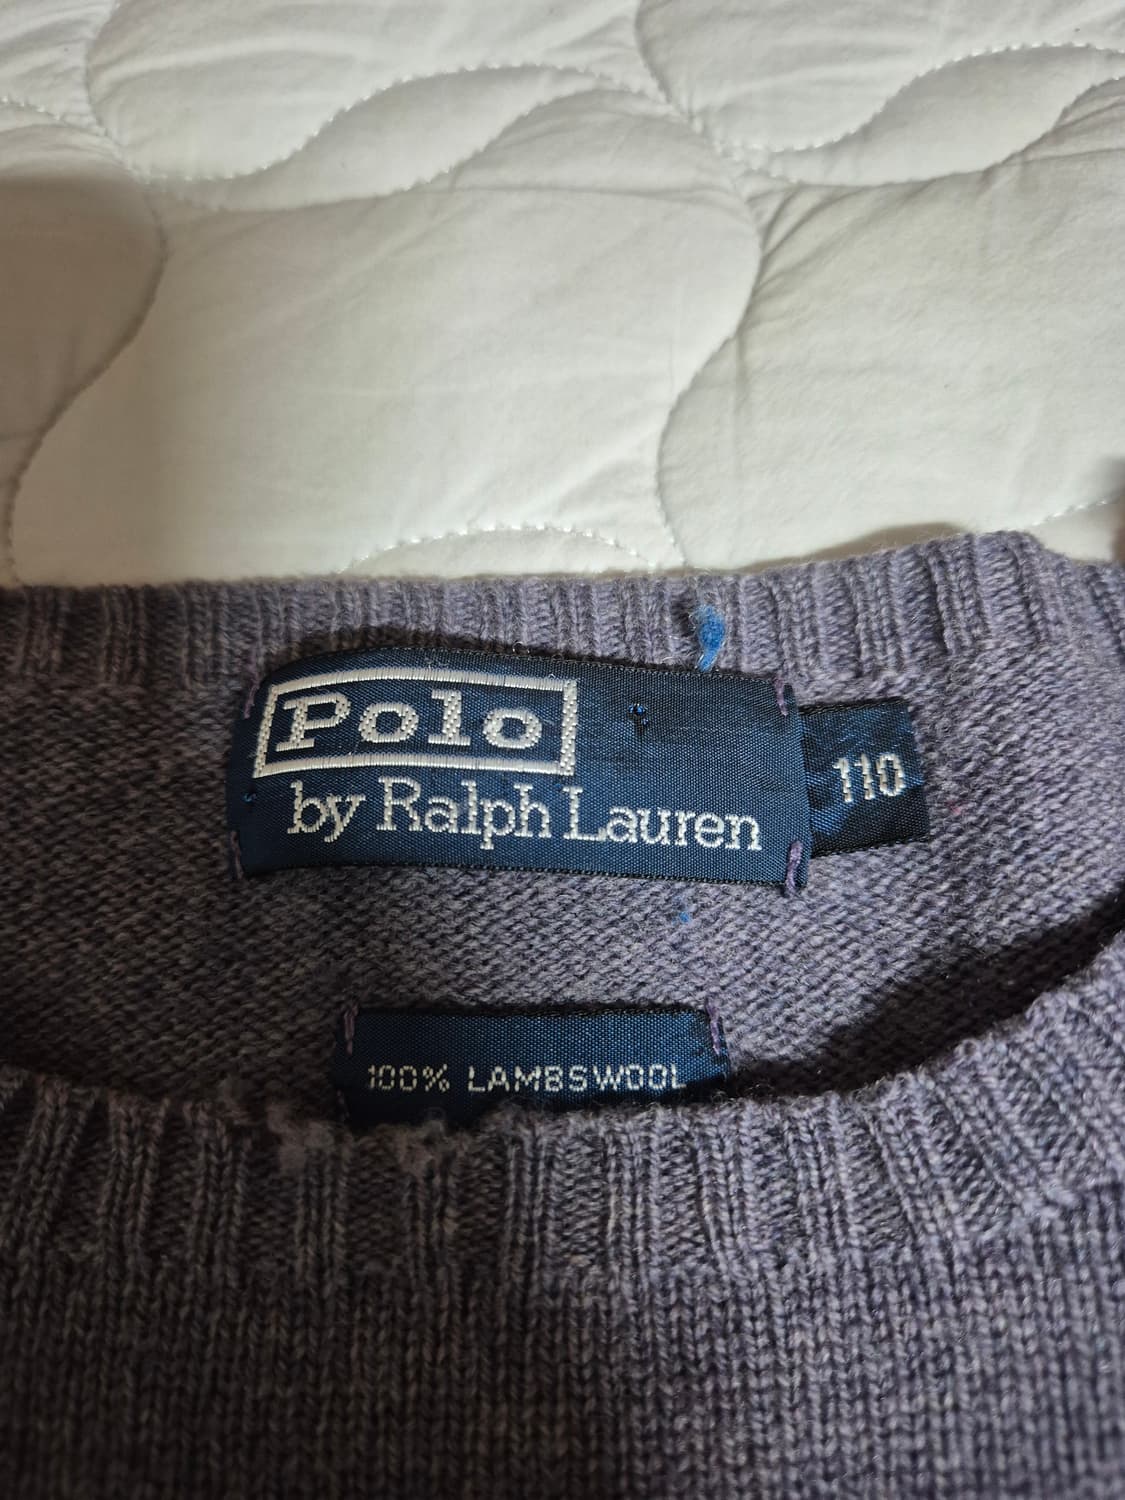 Polo
by Ralph Lauren
110
100% LAMBSWOOL